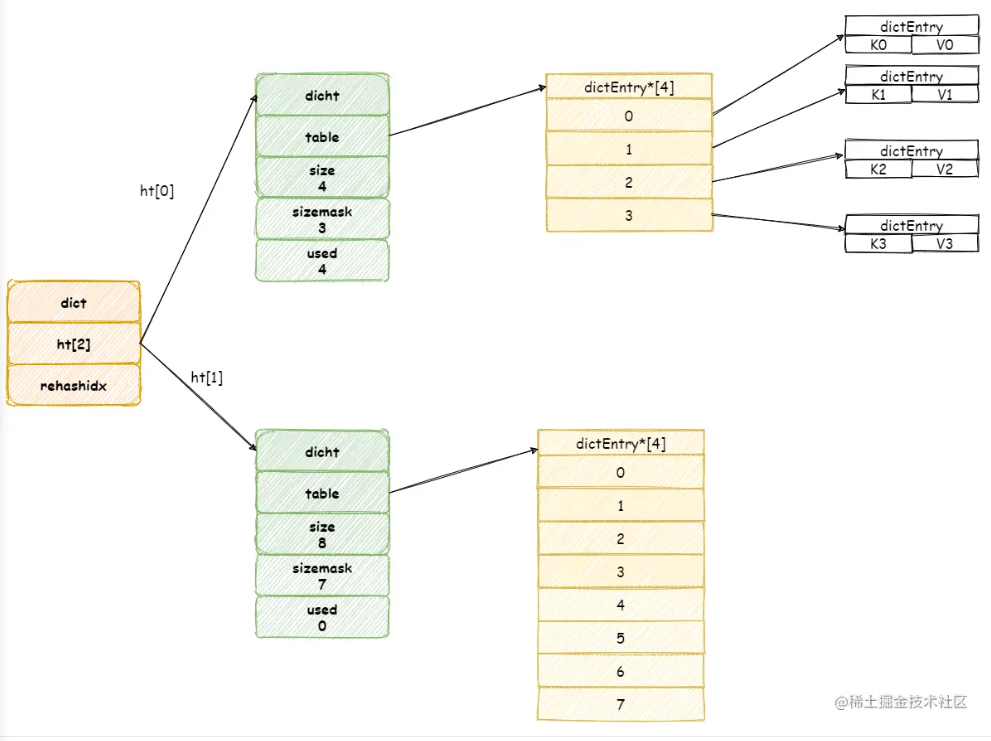 dict
ht[2]
rehashidx
ht[0]
dicht
table
size
4
sizemask
3
used
4
dictEntry*[4]
0
1
2
3
dictEntry
K0 V0
dictEntry
K1 V1
dictEntry
K2 V2
dictEntry
K3 V3
ht[1]
dicht
table
size
8
sizemask
7
used
0
dictEntry*[4]
0
1
2
3
4
5
6
7
@稀土掘金技术社区